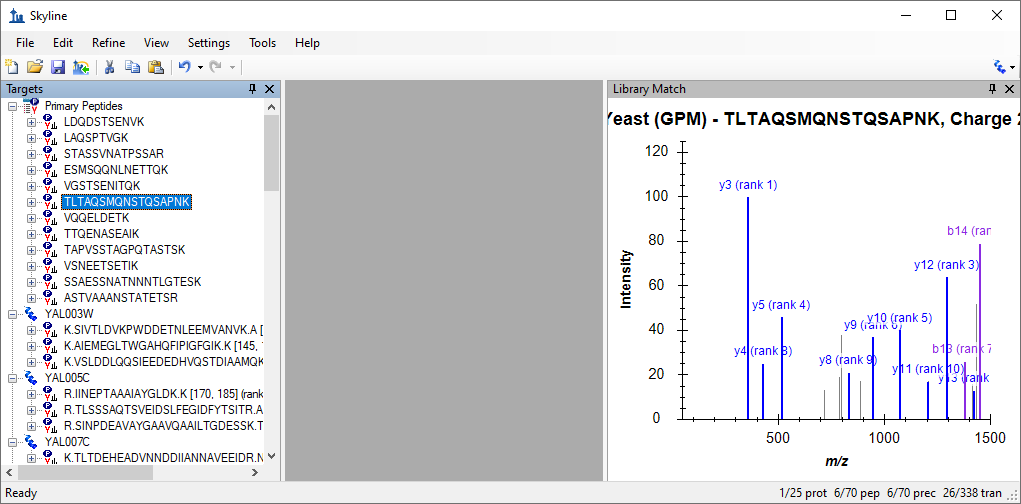 Skyline
File Edit Refine View Settings Tools Help
Targets
Primary Peptides
LDQDSTSENVK
LAQSPTVGK
STASSVNATPSSAR
ESMSQQNLNETTQK
VGSTSENITQK
TLTAQSMQNSTQSAPNK
VQQELDETK
TTQENASEAIK
TAPVSSTAGPQTASTSK
VSNEETSETIK
SSAESSNATNNNTLGTESK
ASTVAAANSTATETSR
YAL003W
K.SIVTLDVKPWDDETNLEEMVANVK.A [
K.AIEMEGLTWGAHQFIPIGFGIK.K [145,
K.VSLDDLQQSIEEDEDHVQSTDIAAMQK
YAL005C
R.IINEPTAAAIAYGLDK.K [170, 185] (rank
R.TLSSSAQTSVEIDSLFEGIDFYTSITR.A
R.SINPDEAVAYGAAVQAAILTGDESSK.T
YAL007C
K.TLTDEHEADVNNDDIIANNAVEEIDR.N
Library Match
Yeast (GPM) - TLTAQSMQNSTQSAPNK, Charge 2
Intensity
120
100
80
60
40
20
0
y3 (rank 1)
b14 (ran
y12 (rank 3)
y5 (rank 4)
y10 (rank 5)
y9 (rank 6)
y4 (rank 8)
b13 (rank 7
y8 (rank 9)
y11 (rank 10)
y13 (rank
500 1000 1500
m/z
Ready
1/25 prot 6/70 pep 6/70 prec 26/338 tran